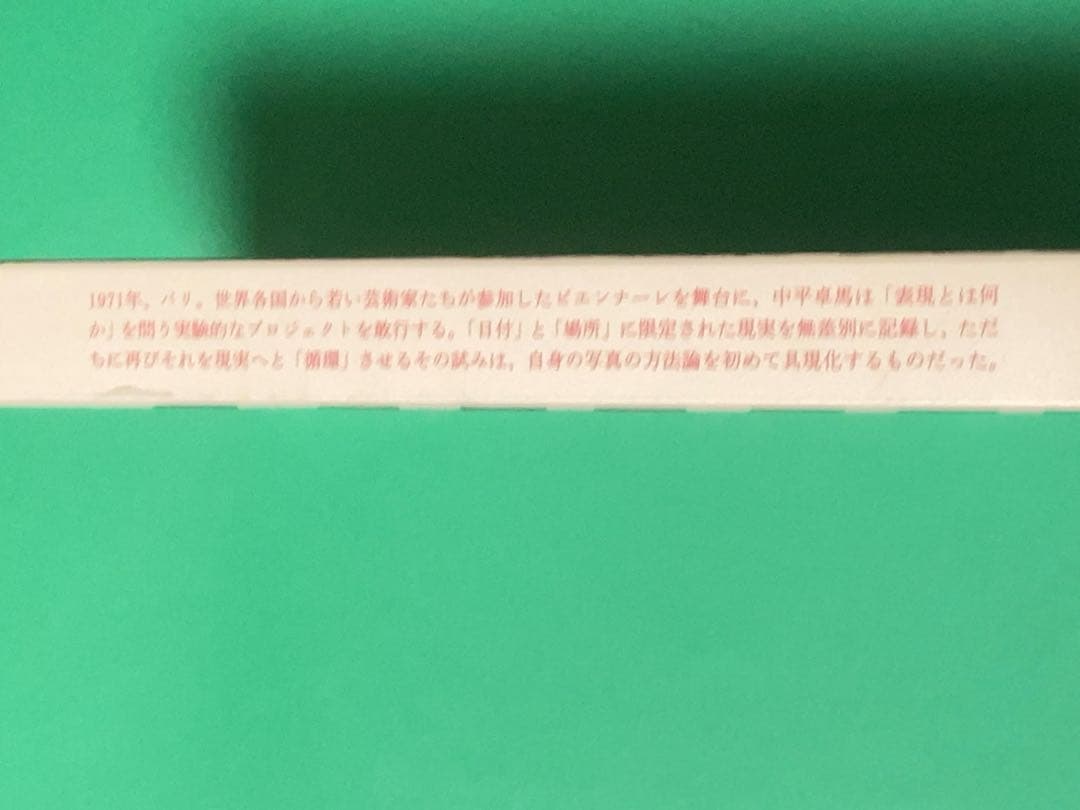 1971年，パリ。世界各国から若い芸術家たちが参加したビエンナーレを舞台に，中平卓馬は「表現とは何
か」を問う実験的なプロジェクトを敢行する。「日付」と「場所」に限定された現実を無差別に記録し，ただ
ちに再びそれを現実へと「循環」させるその試みは，自身の写真の方法論を初めて具現化するものだった。